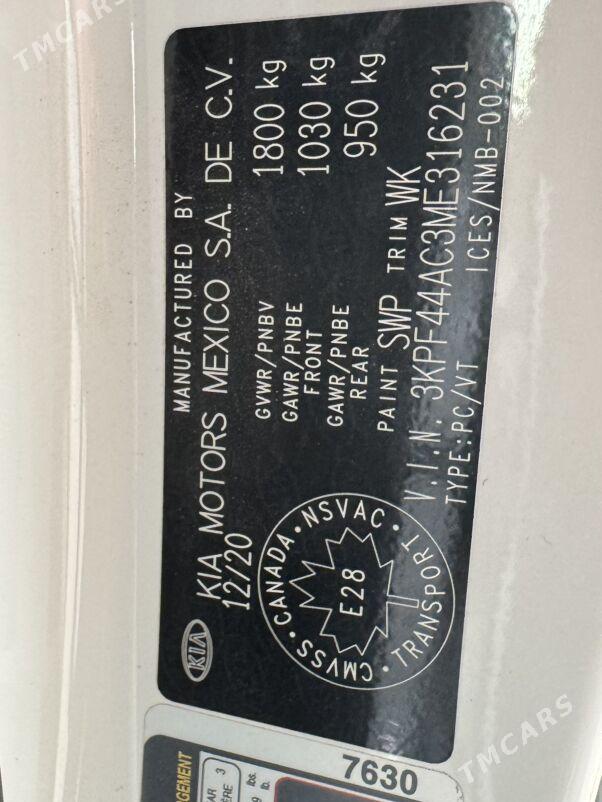 TMCARS
MANUFACTURED BY
KIA
KIA MOTORS MEXICO S.A. DE C.V.
12/20
GVWR/PNBV 1800 kg
GAWR/PNBE FRONT 1030 kg
GAWR/PNBE REAR 950 kg
PAINT SWP TRIM WK
V.I.N. 3KPF44AC3ME316231
TYPE:PC/VT ICES/NMB-002
CMVSS • CANADA • NSVAC • TRANSPORT •
E28
7630
TMCARS